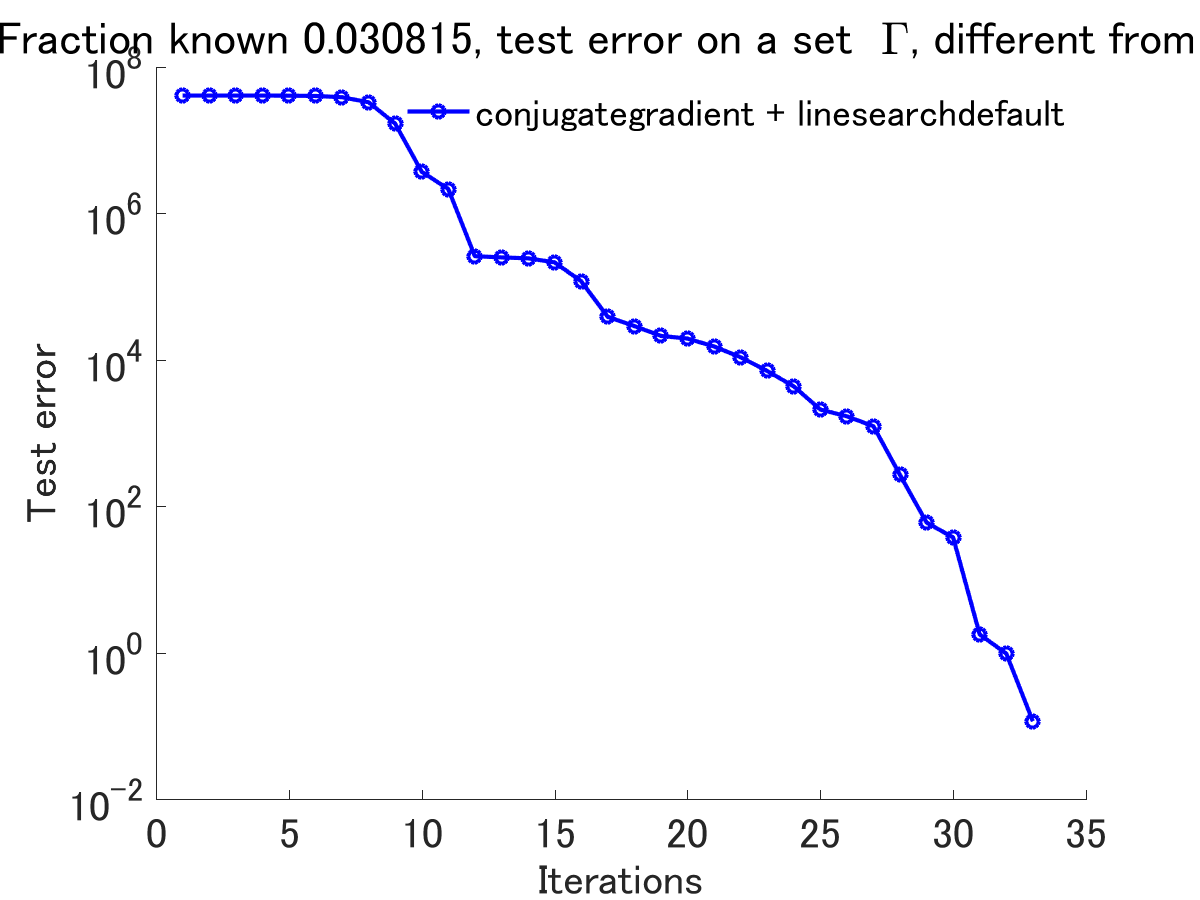 Fraction known 0.030815, test error on a set Γ, different from
conjugategradient + linesearchdefault
10^8
10^6
10^4
10^2
10^0
10^-2
Test error
0 5 10 15 20 25 30 35
Iterations